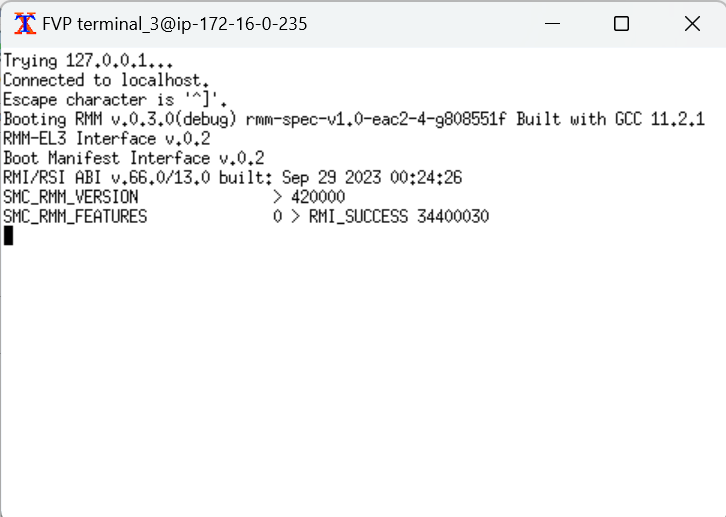 FVP terminal_3@ip-172-16-0-235
Trying 127.0.0.1...
Connected to localhost.
Escape character is '^]'.
Booting RMM v.0.3.0(debug) rmm-spec-v1.0-eac2-4-g808551f Built with GCC 11.2.1
RMM-EL3 Interface v.0.2
Boot Manifest Interface v.0.2
RMI/RSI ABI v.66.0/13.0 built: Sep 29 2023 00:24:26
SMC_RMM_VERSION > 420000
SMC_RMM_FEATURES 0 > RMI_SUCCESS 34400030